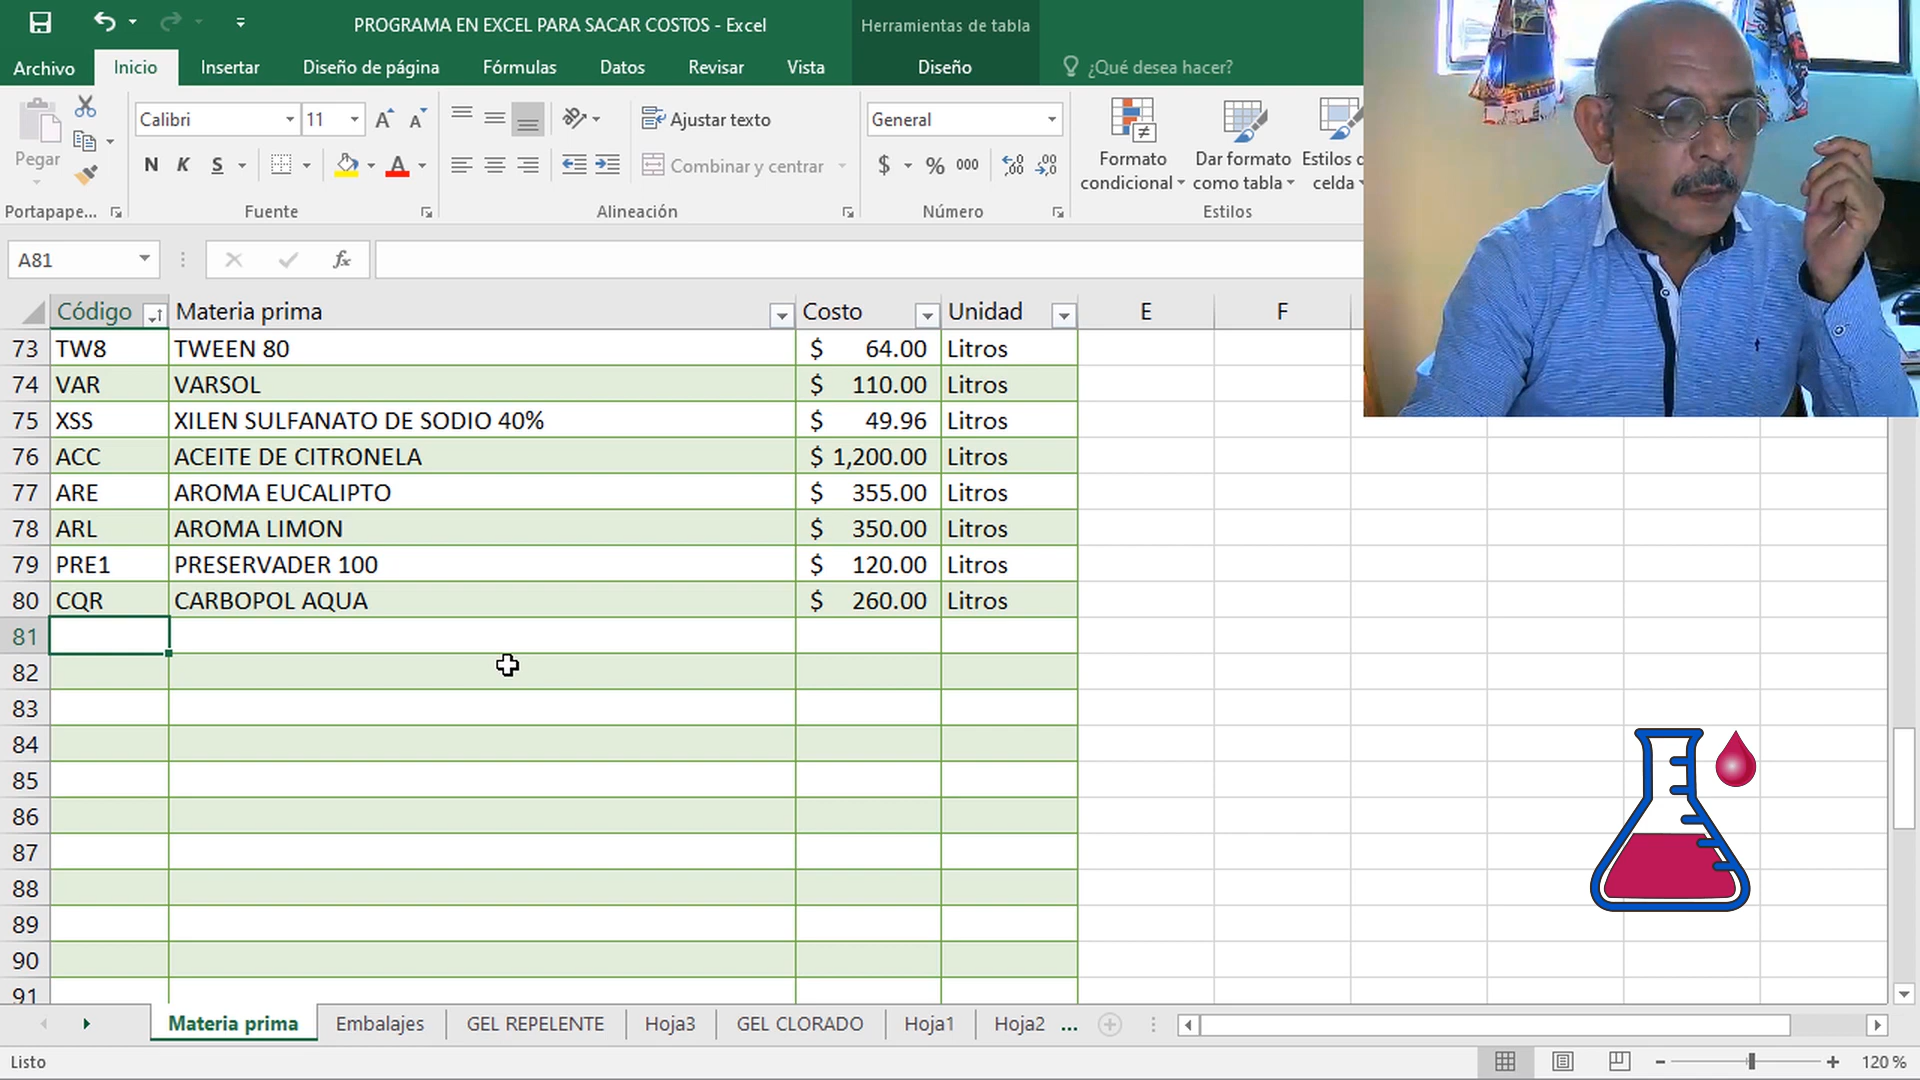 PROGRAMA EN EXCEL PARA SACAR COSTOS - Excel
Herramientas de tabla
Archivo Inicio Insertar Diseño de página Fórmulas Datos Revisar Vista Diseño ¿Qué desea hacer?
Pegar
Calibri 11
N K S
A
Ajustar texto
Combinar y centrar
General
$ % 000
Formato condicional
Dar formato como tabla
Estilos de celda
Portapape... Fuente Alineación Número Estilos
A81 fx
Código Materia prima Costo Unidad E F
73 TW8 TWEEN 80 $ 64.00 Litros
74 VAR VARSOL $ 110.00 Litros
75 XSS XILEN SULFANATO DE SODIO 40% $ 49.96 Litros
76 ACC ACEITE DE CITRONELA $ 1,200.00 Litros
77 ARE AROMA EUCALIPTO $ 355.00 Litros
78 ARL AROMA LIMON $ 350.00 Litros
79 PRE1 PRESERVADER 100 $ 120.00 Litros
80 CQR CARBOPOL AQUA $ 260.00 Litros
81
82
83
84
85
86
87
88
89
90
91
Materia prima Embalajes GEL REPELENTE Hoja3 GEL CLORADO Hoja1 Hoja2 ...
Listo 120 %